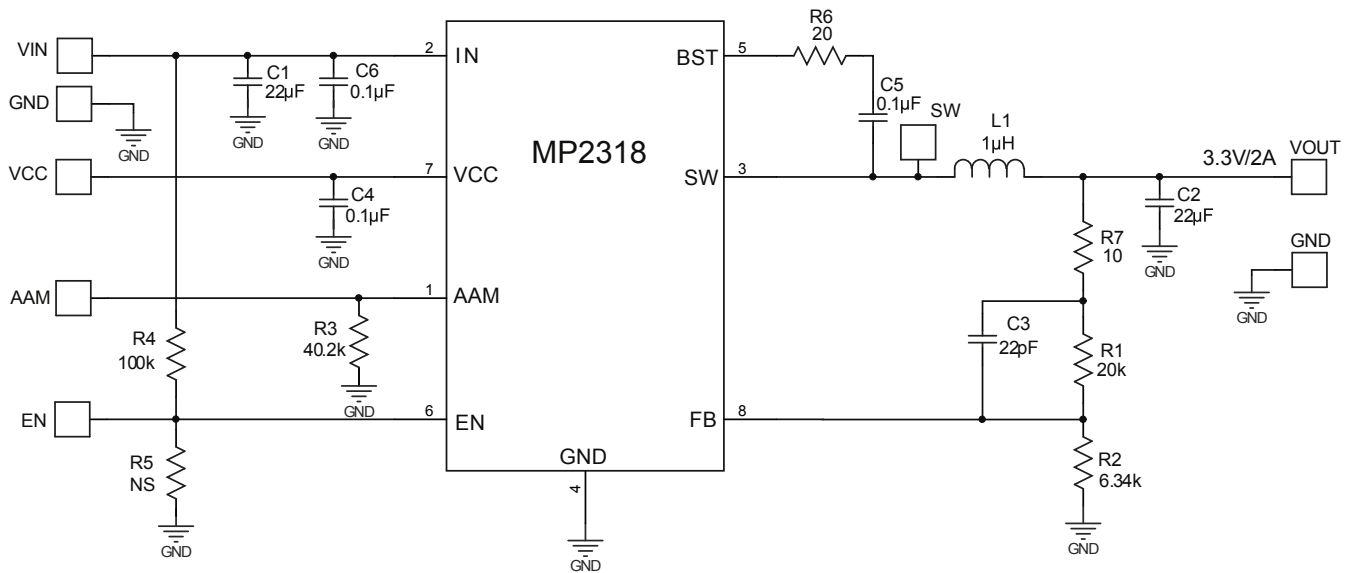 VIN
2
IN
C1
22µF
GND
C6
0.1µF
GND
GND
GND
VCC
7
VCC
C4
0.1µF
GND
AAM
1
AAM
R3
40.2k
GND
R4
100k
EN
6
EN
R5
NS
GND
MP2318
GND
4
GND
BST
5
R6
20
C5
0.1µF
SW
SW
3
L1
1µH
3.3V/2A
VOUT
C2
22µF
GND
GND
GND
R7
10
C3
22pF
R1
20k
FB
8
R2
6.34k
GND